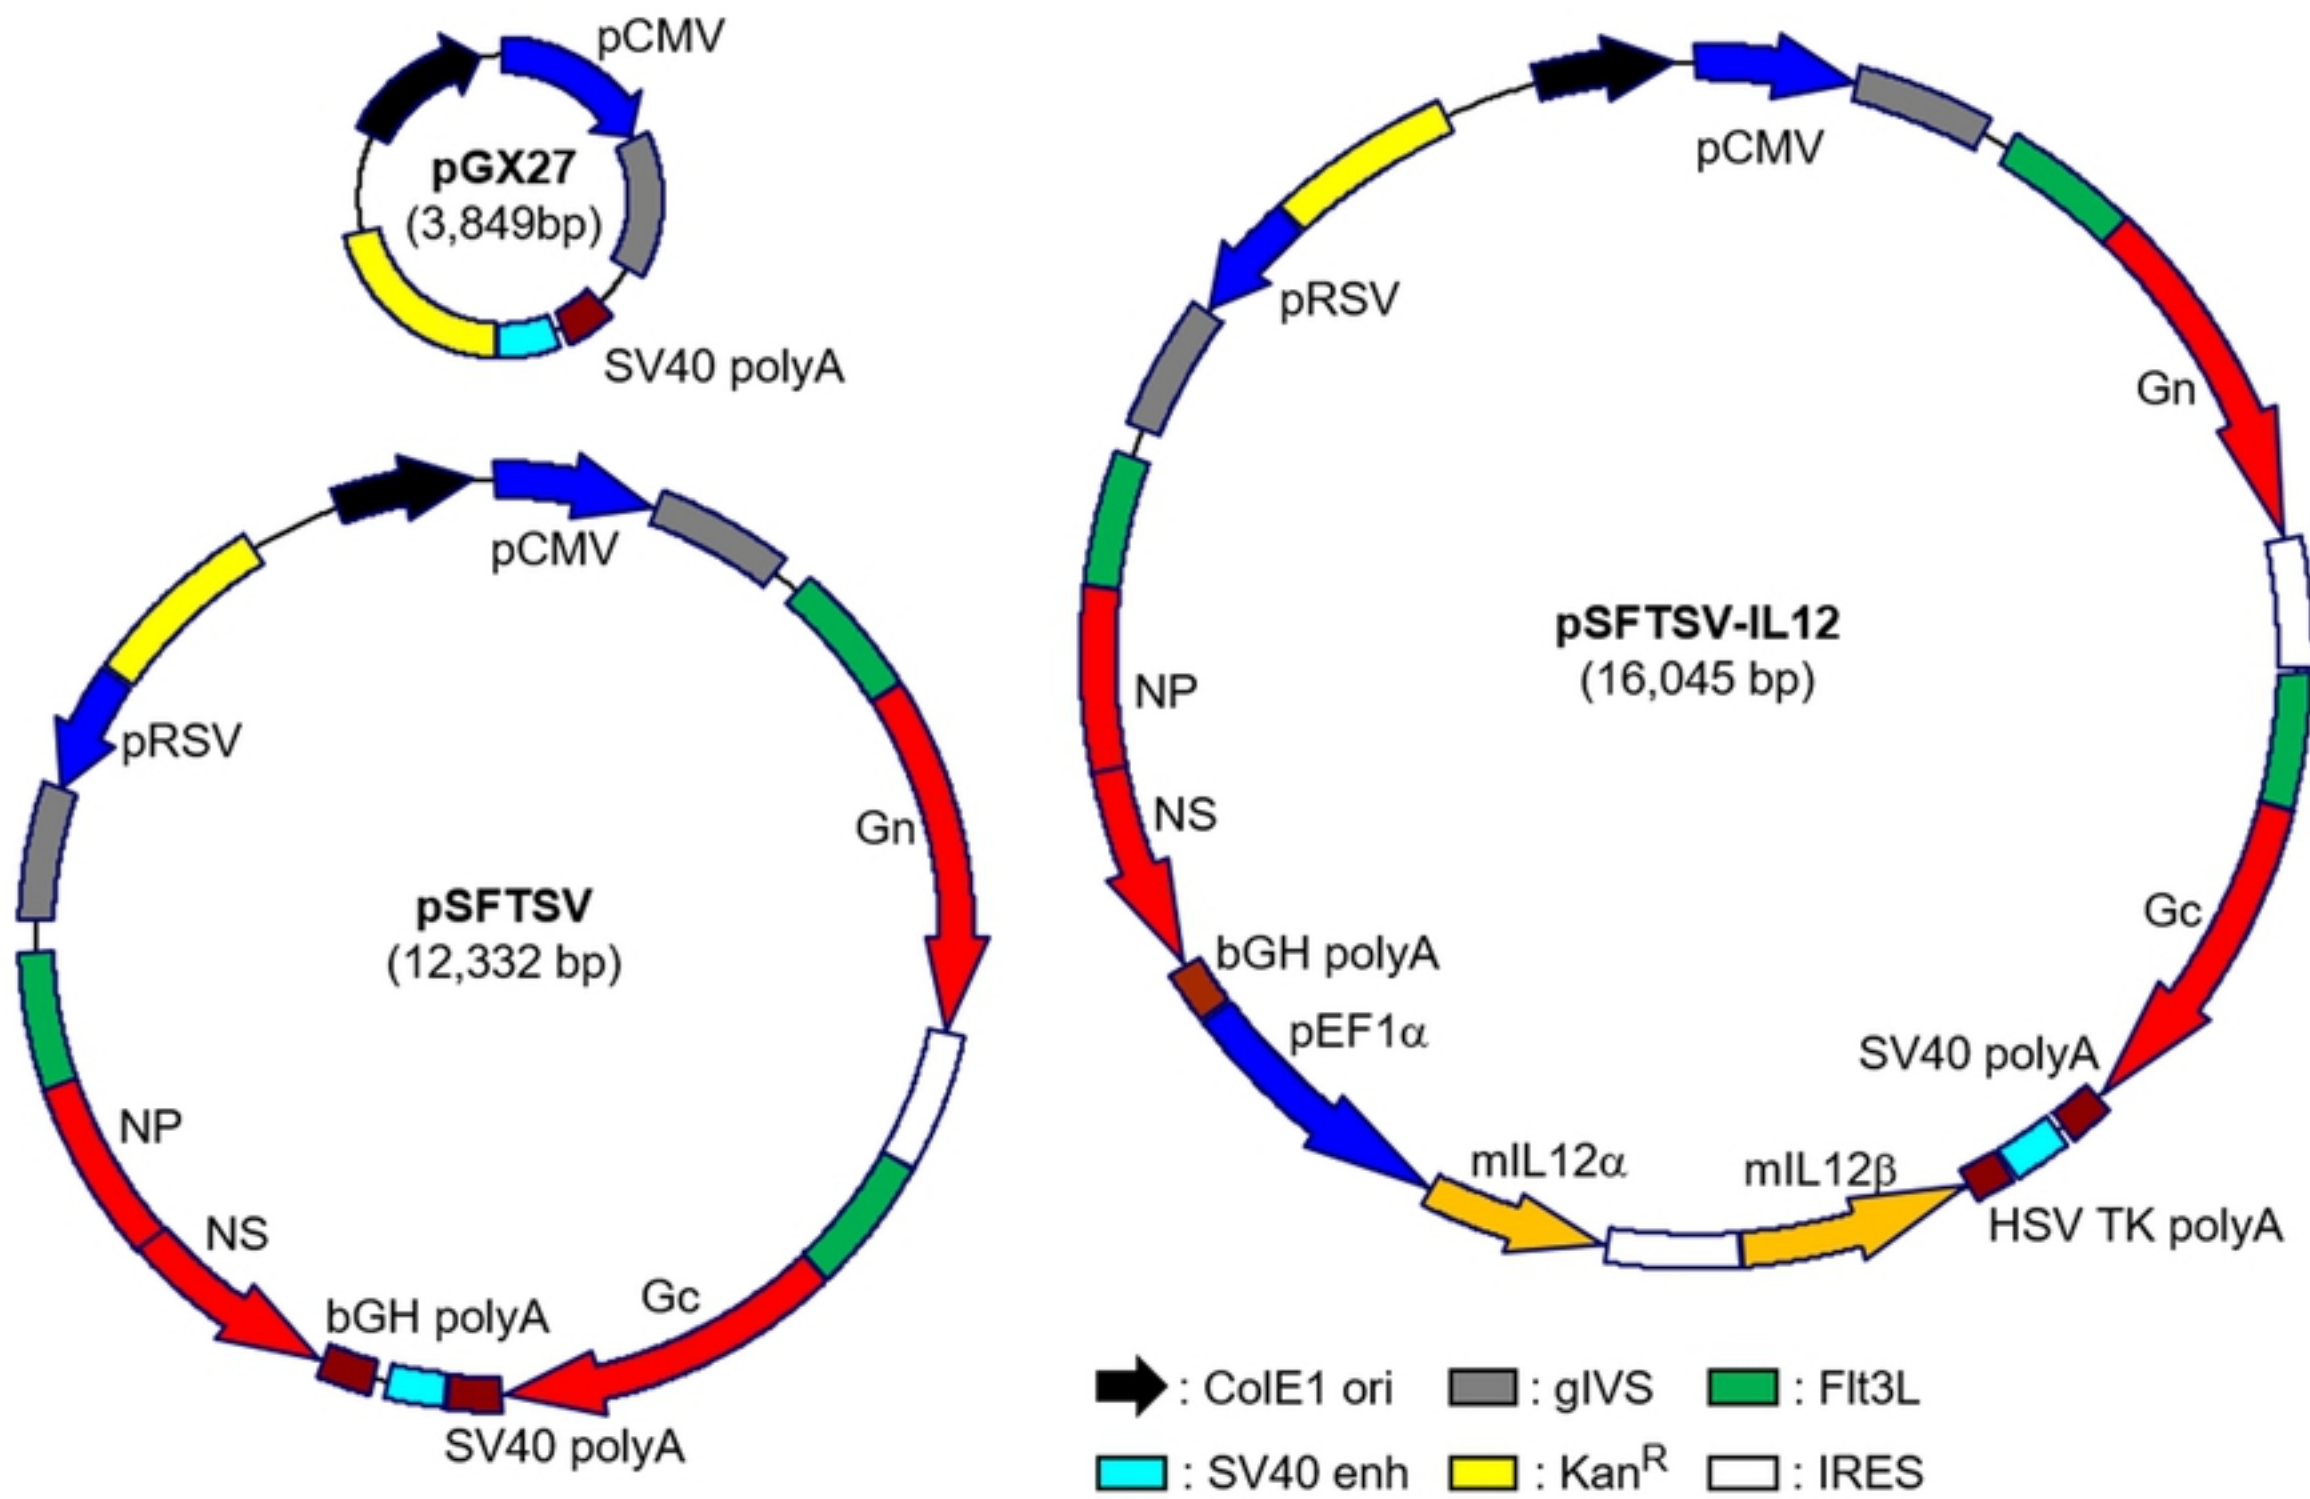 pCMV
pGX27
(3,849bp)
SV40 polyA
pCMV
pRSV
Gn
pSFTSV
(12,332 bp)
NP
NS
bGH polyA
Gc
SV40 polyA
pCMV
pRSV
Gn
pSFTSV-IL12
(16,045 bp)
NP
NS
Gc
bGH polyA
pEF1α
SV40 polyA
mIL12α
mIL12β
HSV TK polyA
: ColE1 ori : gIVS : Flt3L
: SV40 enh : Kan^R : IRES